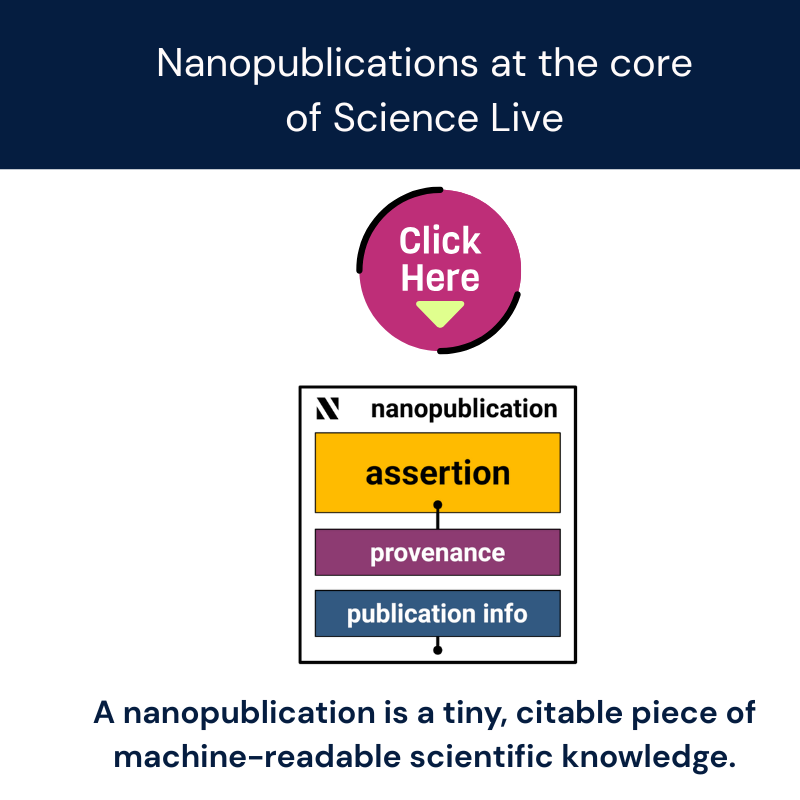 Nanopublications at the core
of Science Live
Click
Here
nanopublication
assertion
provenance
publication info
A nanopublication is a tiny, citable piece of
machine-readable scientific knowledge.